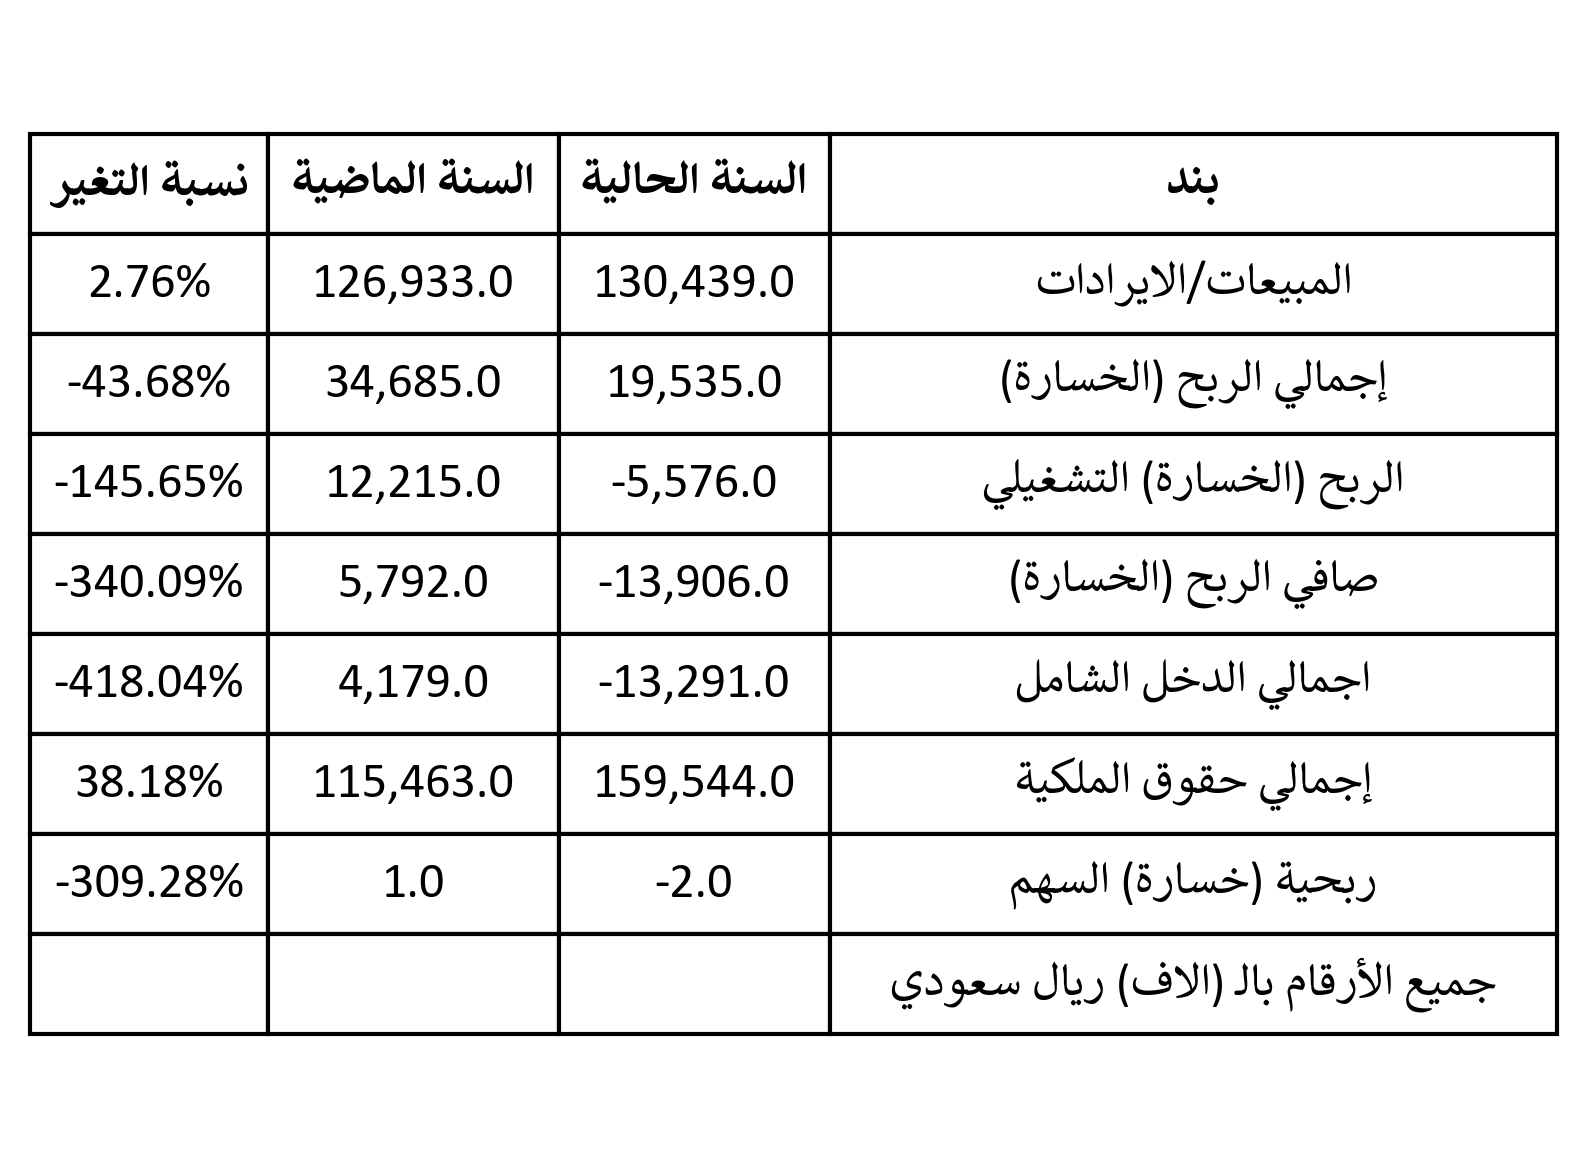 بند السنة الحالية السنة الماضية نسبة التغير
المبيعات/الايرادات 130,439.0 126,933.0 2.76%
إجمالي الربح (الخسارة) 19,535.0 34,685.0 -43.68%
الربح (الخسارة) التشغيلي -5,576.0 12,215.0 -145.65%
صافي الربح (الخسارة) -13,906.0 5,792.0 -340.09%
اجمالي الدخل الشامل -13,291.0 4,179.0 -418.04%
إجمالي حقوق الملكية 159,544.0 115,463.0 38.18%
ربحية (خسارة) السهم -2.0 1.0 -309.28%
جميع الأرقام بالـ (الاف) ريال سعودي